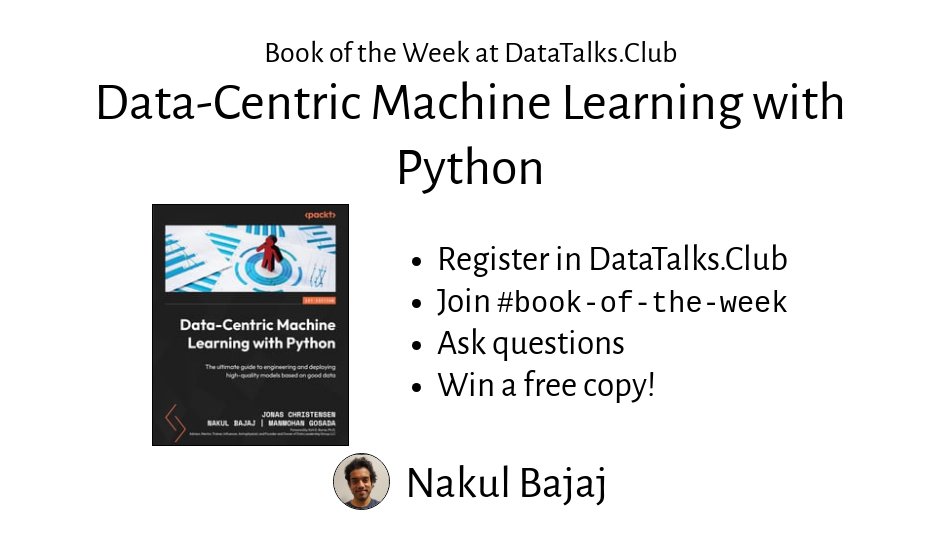 Book of the Week at DataTalks.Club
Data-Centric Machine Learning with
Python
<packt>
1ST EDITION
Data-Centric Machine
Learning with Python
The ultimate guide to engineering and deploying
high-quality models based on good data
JONAS CHRISTENSEN
NAKUL BAJAJ | MANMOHAN GOSADA
• Register in DataTalks.Club
• Join #book-of-the-week
• Ask questions
• Win a free copy!
Nakul Bajaj